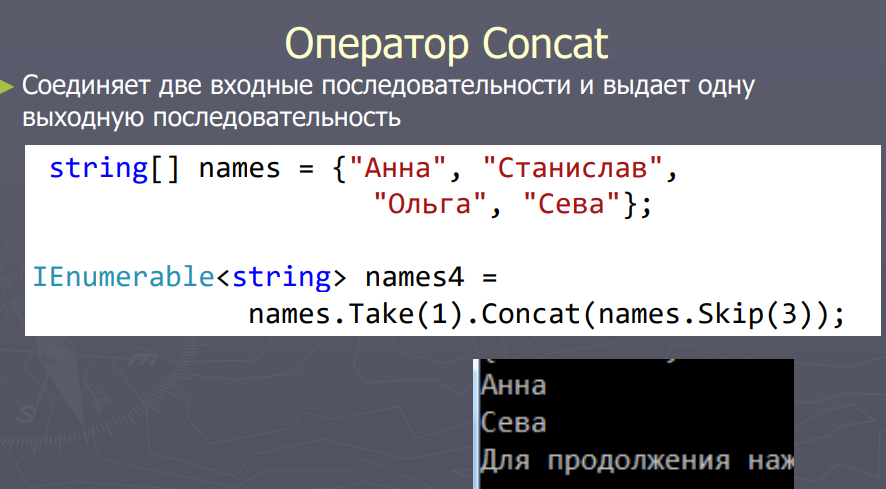 Оператор Concat
Соединяет две входные последовательности и выдает одну
выходную последовательность
string[] names = {"Анна", "Станислав",
"Ольга", "Сева"};
IEnumerable<string> names4 =
names.Take(1).Concat(names.Skip(3));
Анна
Сева
Для продолжения наж